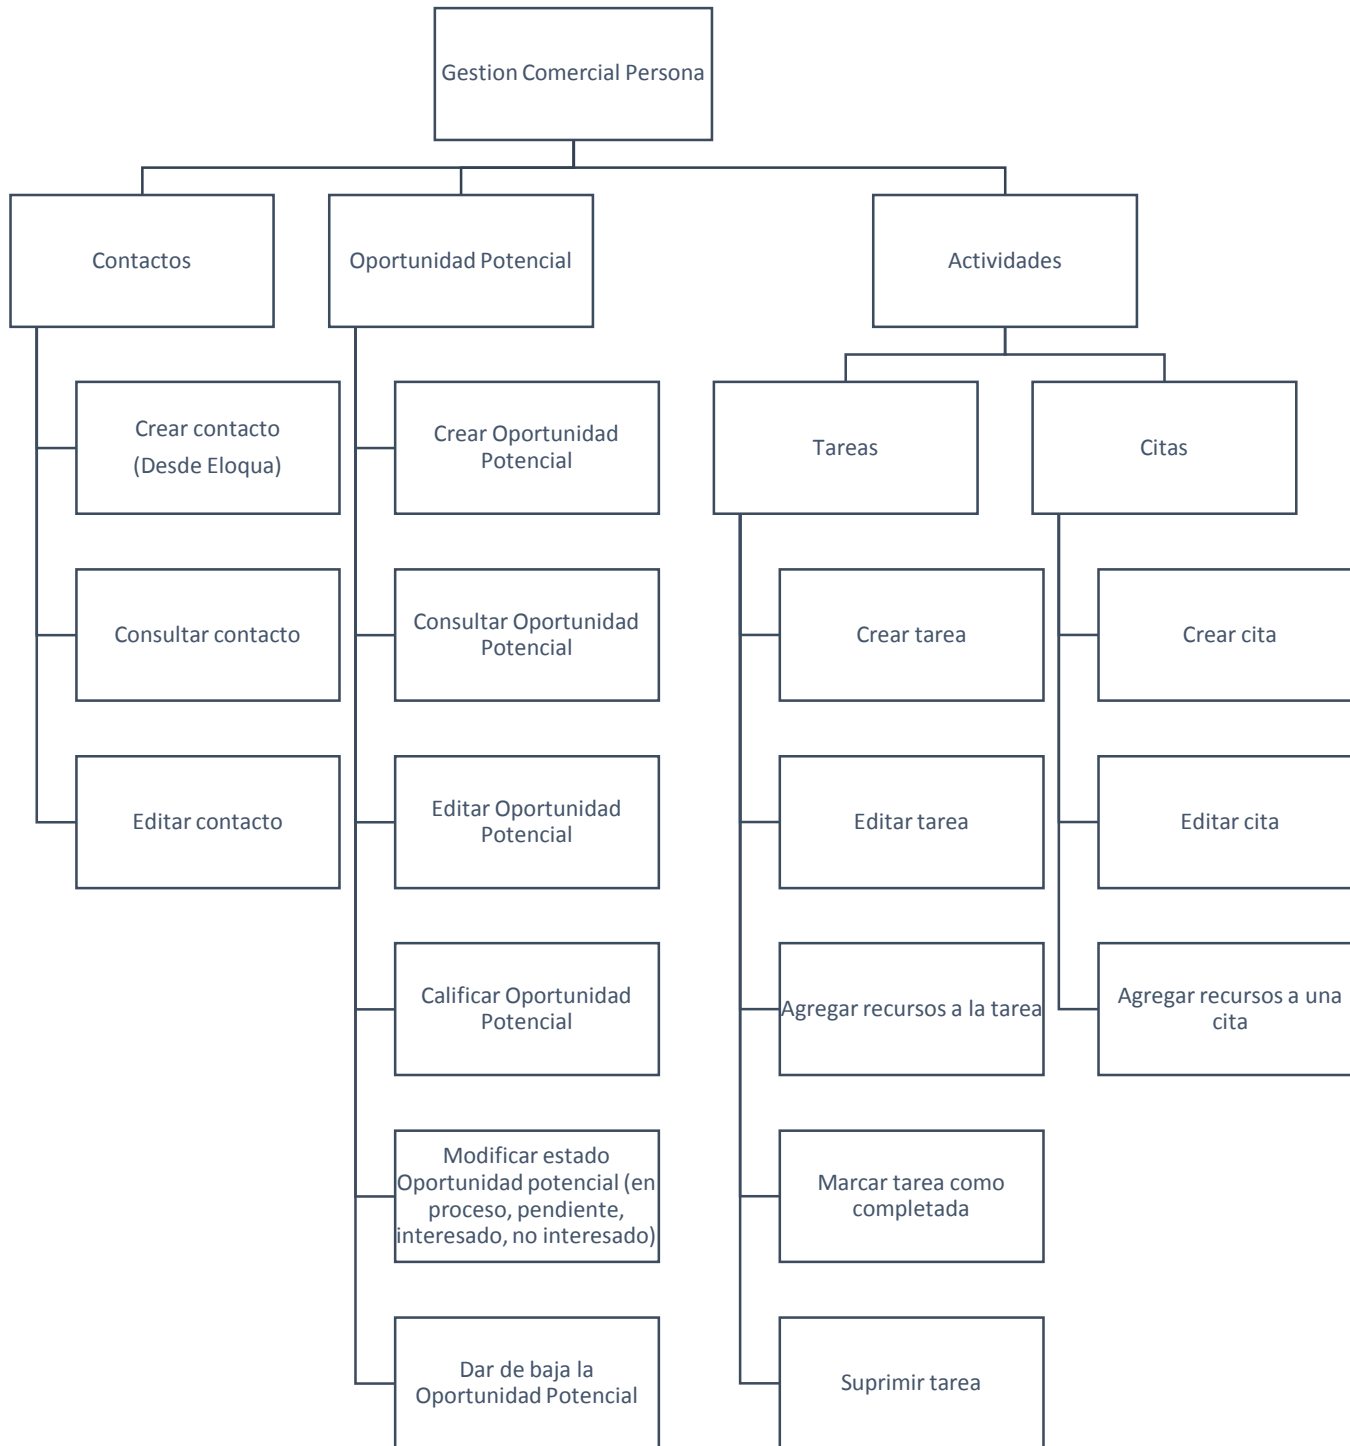 Gestion Comercial Persona
Contactos
Oportunidad Potencial
Actividades
Crear contacto
(Desde Eloqua)
Consultar contacto
Editar contacto
Crear Oportunidad
Potencial
Consultar Oportunidad
Potencial
Editar Oportunidad
Potencial
Calificar Oportunidad
Potencial
Modificar estado
Oportunidad potencial (en
proceso, pendiente,
interesado, no interesado)
Dar de baja la
Oportunidad Potencial
Tareas
Crear tarea
Editar tarea
Agregar recursos a la tarea
Marcar tarea como
completada
Suprimir tarea
Citas
Crear cita
Editar cita
Agregar recursos a una
cita